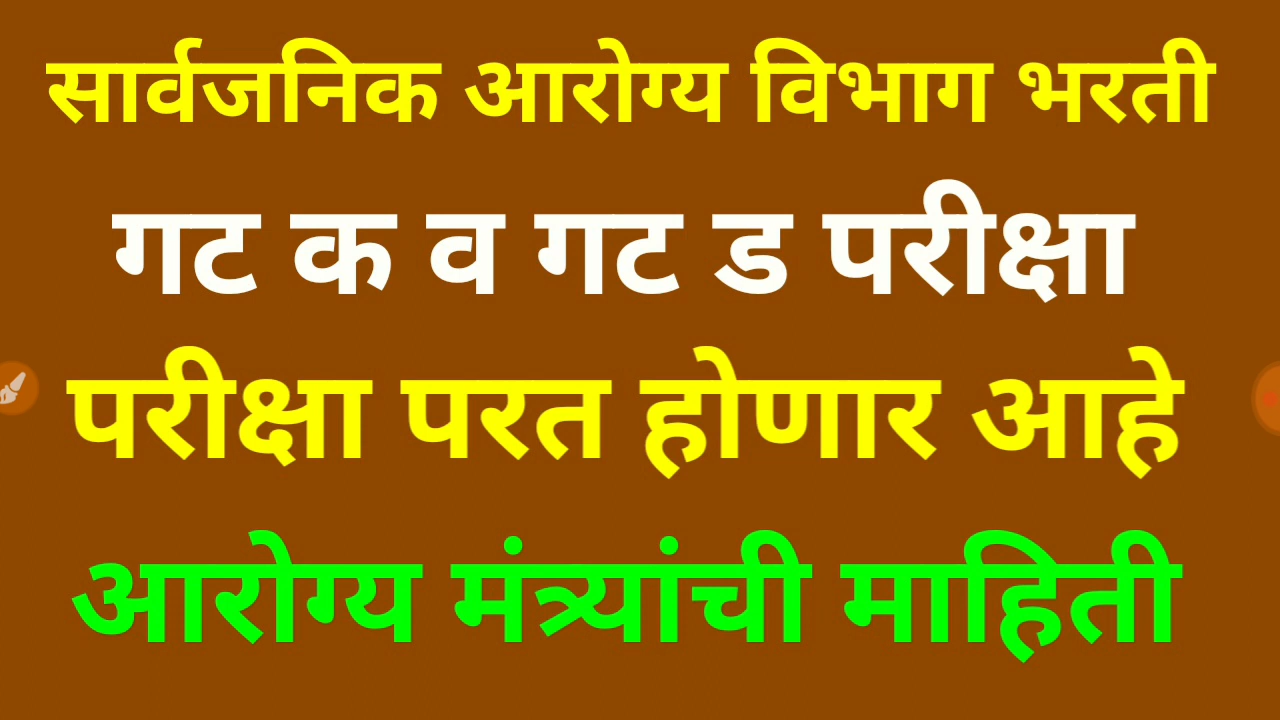 सार्वजनिक आरोग्य विभाग भरती
गट क व गट ड परीक्षा
परीक्षा परत होणार आहे
आरोग्य मंत्र्यांची माहिती